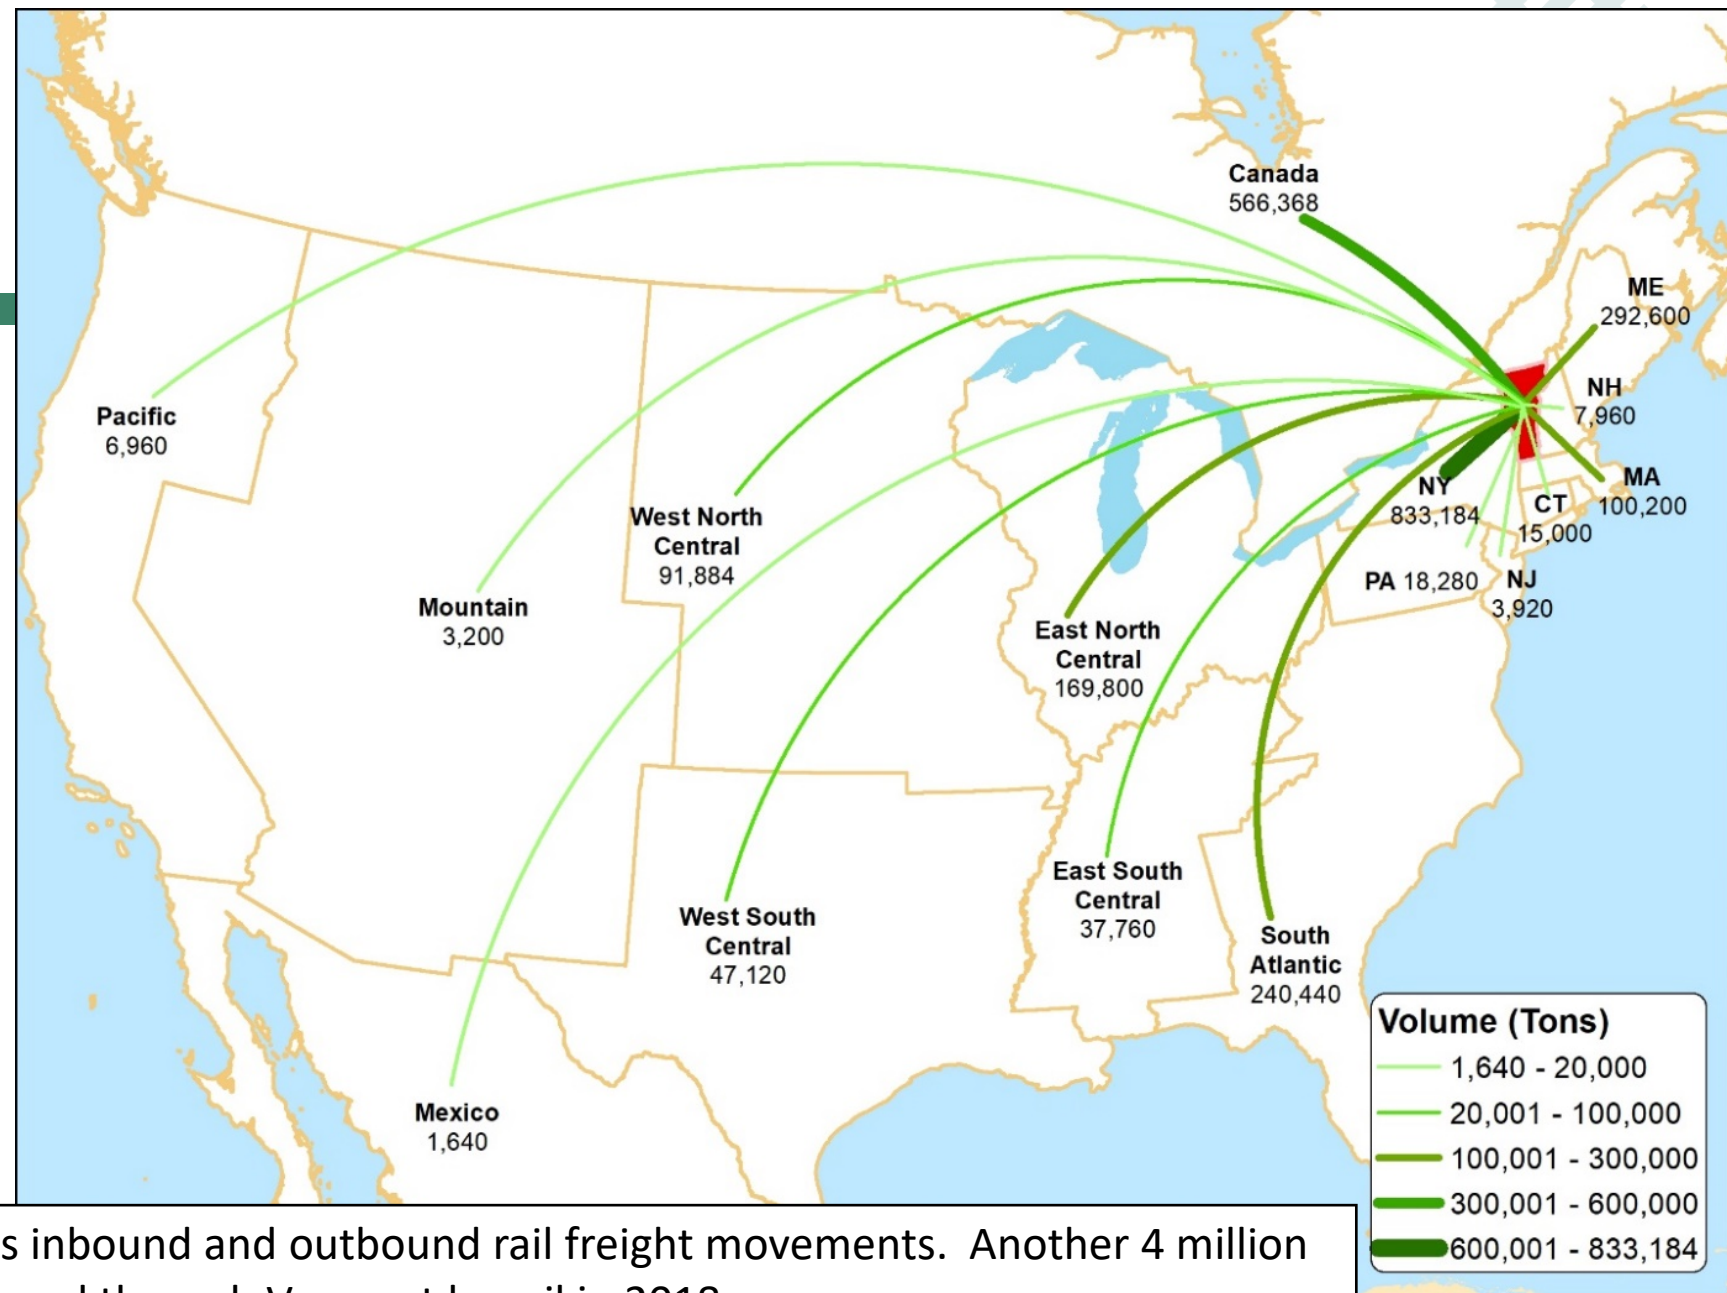 Canada
566,368
ME
292,600
NH
7,960
Pacific
6,960
MA
100,200
NY
833,184
CT
15,000
West North
Central
91,884
PA 18,280
NJ
3,920
Mountain
3,200
East North
Central
169,800
East South
Central
37,760
West South
Central
47,120
South
Atlantic
240,440
Mexico
1,640
Volume (Tons)
1,640 - 20,000
20,001 - 100,000
100,001 - 300,000
300,001 - 600,000
600,001 - 833,184
s inbound and outbound rail freight movements. Another 4 million